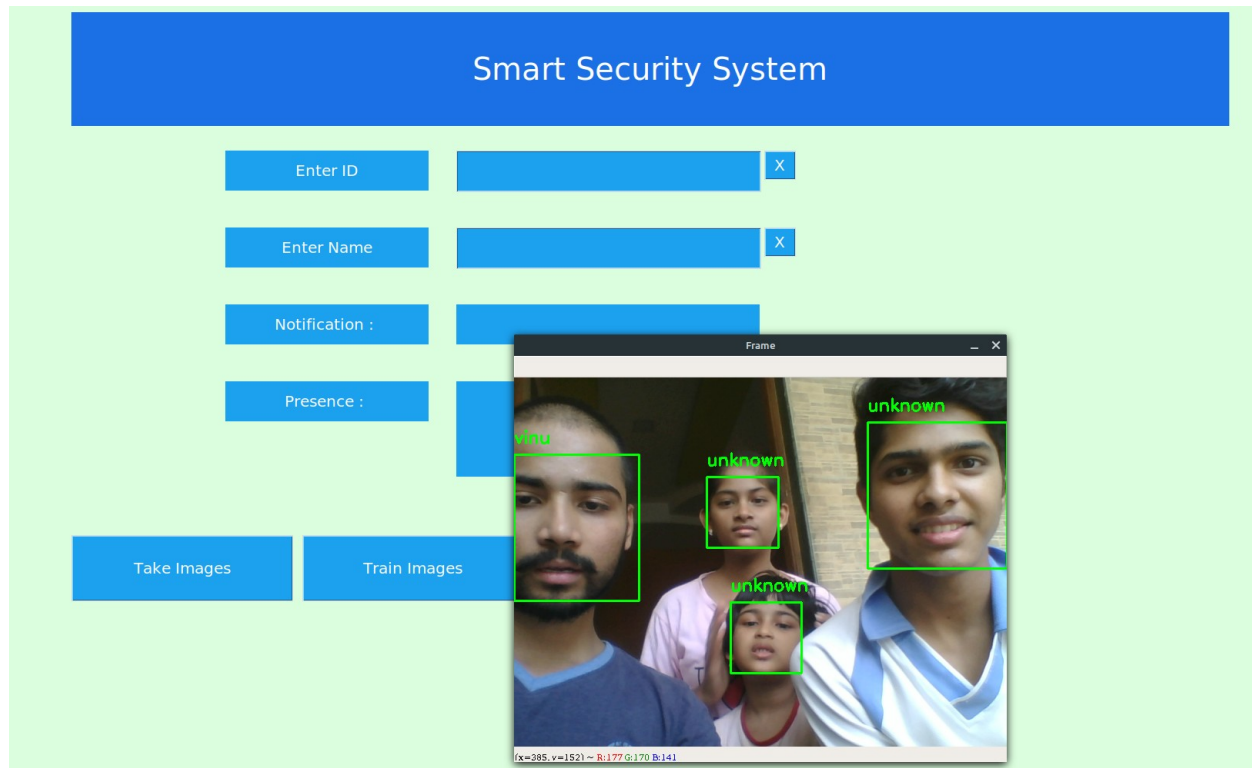 Smart Security System
Enter ID
X
Enter Name
X
Notification :
Frame
Presence :
unknown
vinu
unknown
unknown
Take Images
Train Images
(x=385, y=152) ~ R:177 G:170 B:141